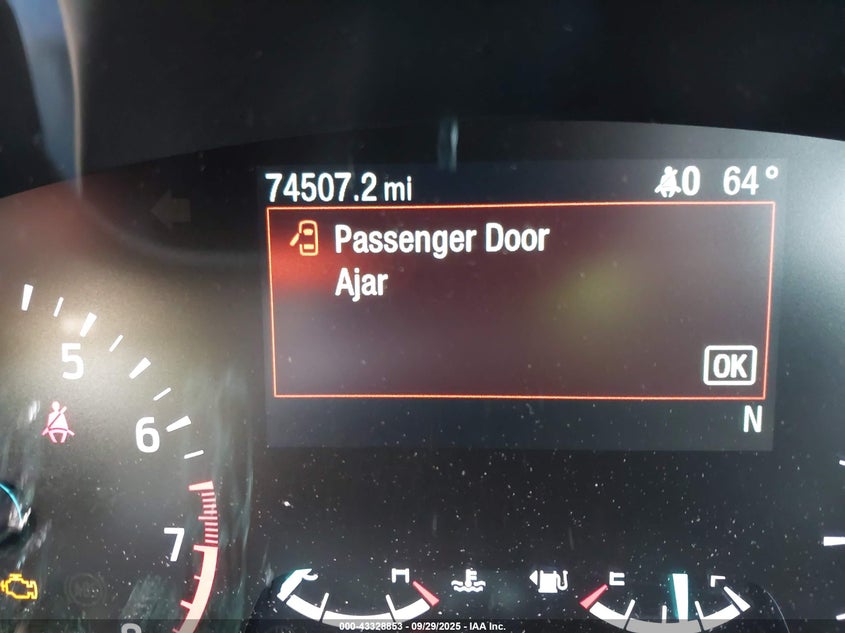 74507.2 mi
0 64°
Passenger Door
Ajar
OK
N
5
6
7
8
C H
E F
000-43328853 - 09/29/2025 - IAA Inc.